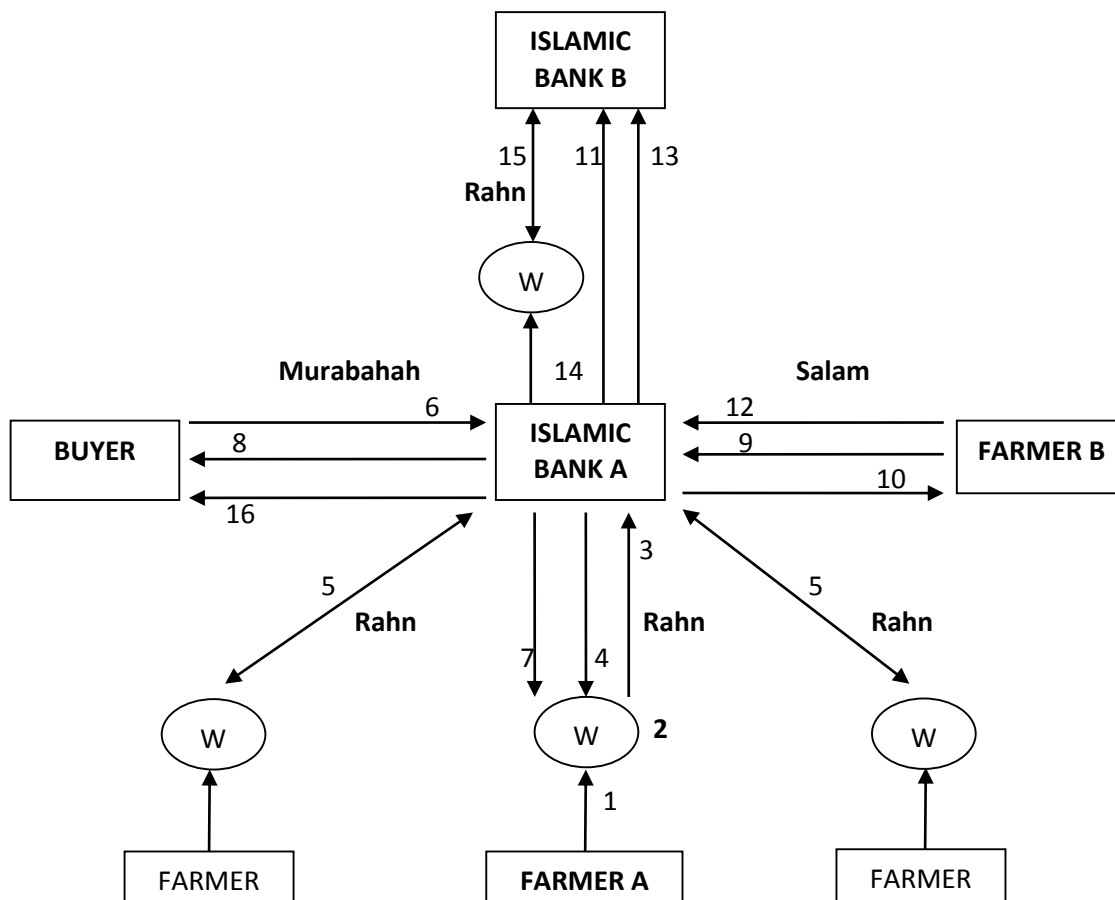 ISLAMIC
BANK B
15
11
13
Rahn
W
Murabahah
14
Salam
6
12
BUYER
8
ISLAMIC
BANK A
9
FARMER B
10
16
3
5
5
Rahn
Rahn
Rahn
7
4
W
W
2
W
1
FARMER
FARMER A
FARMER